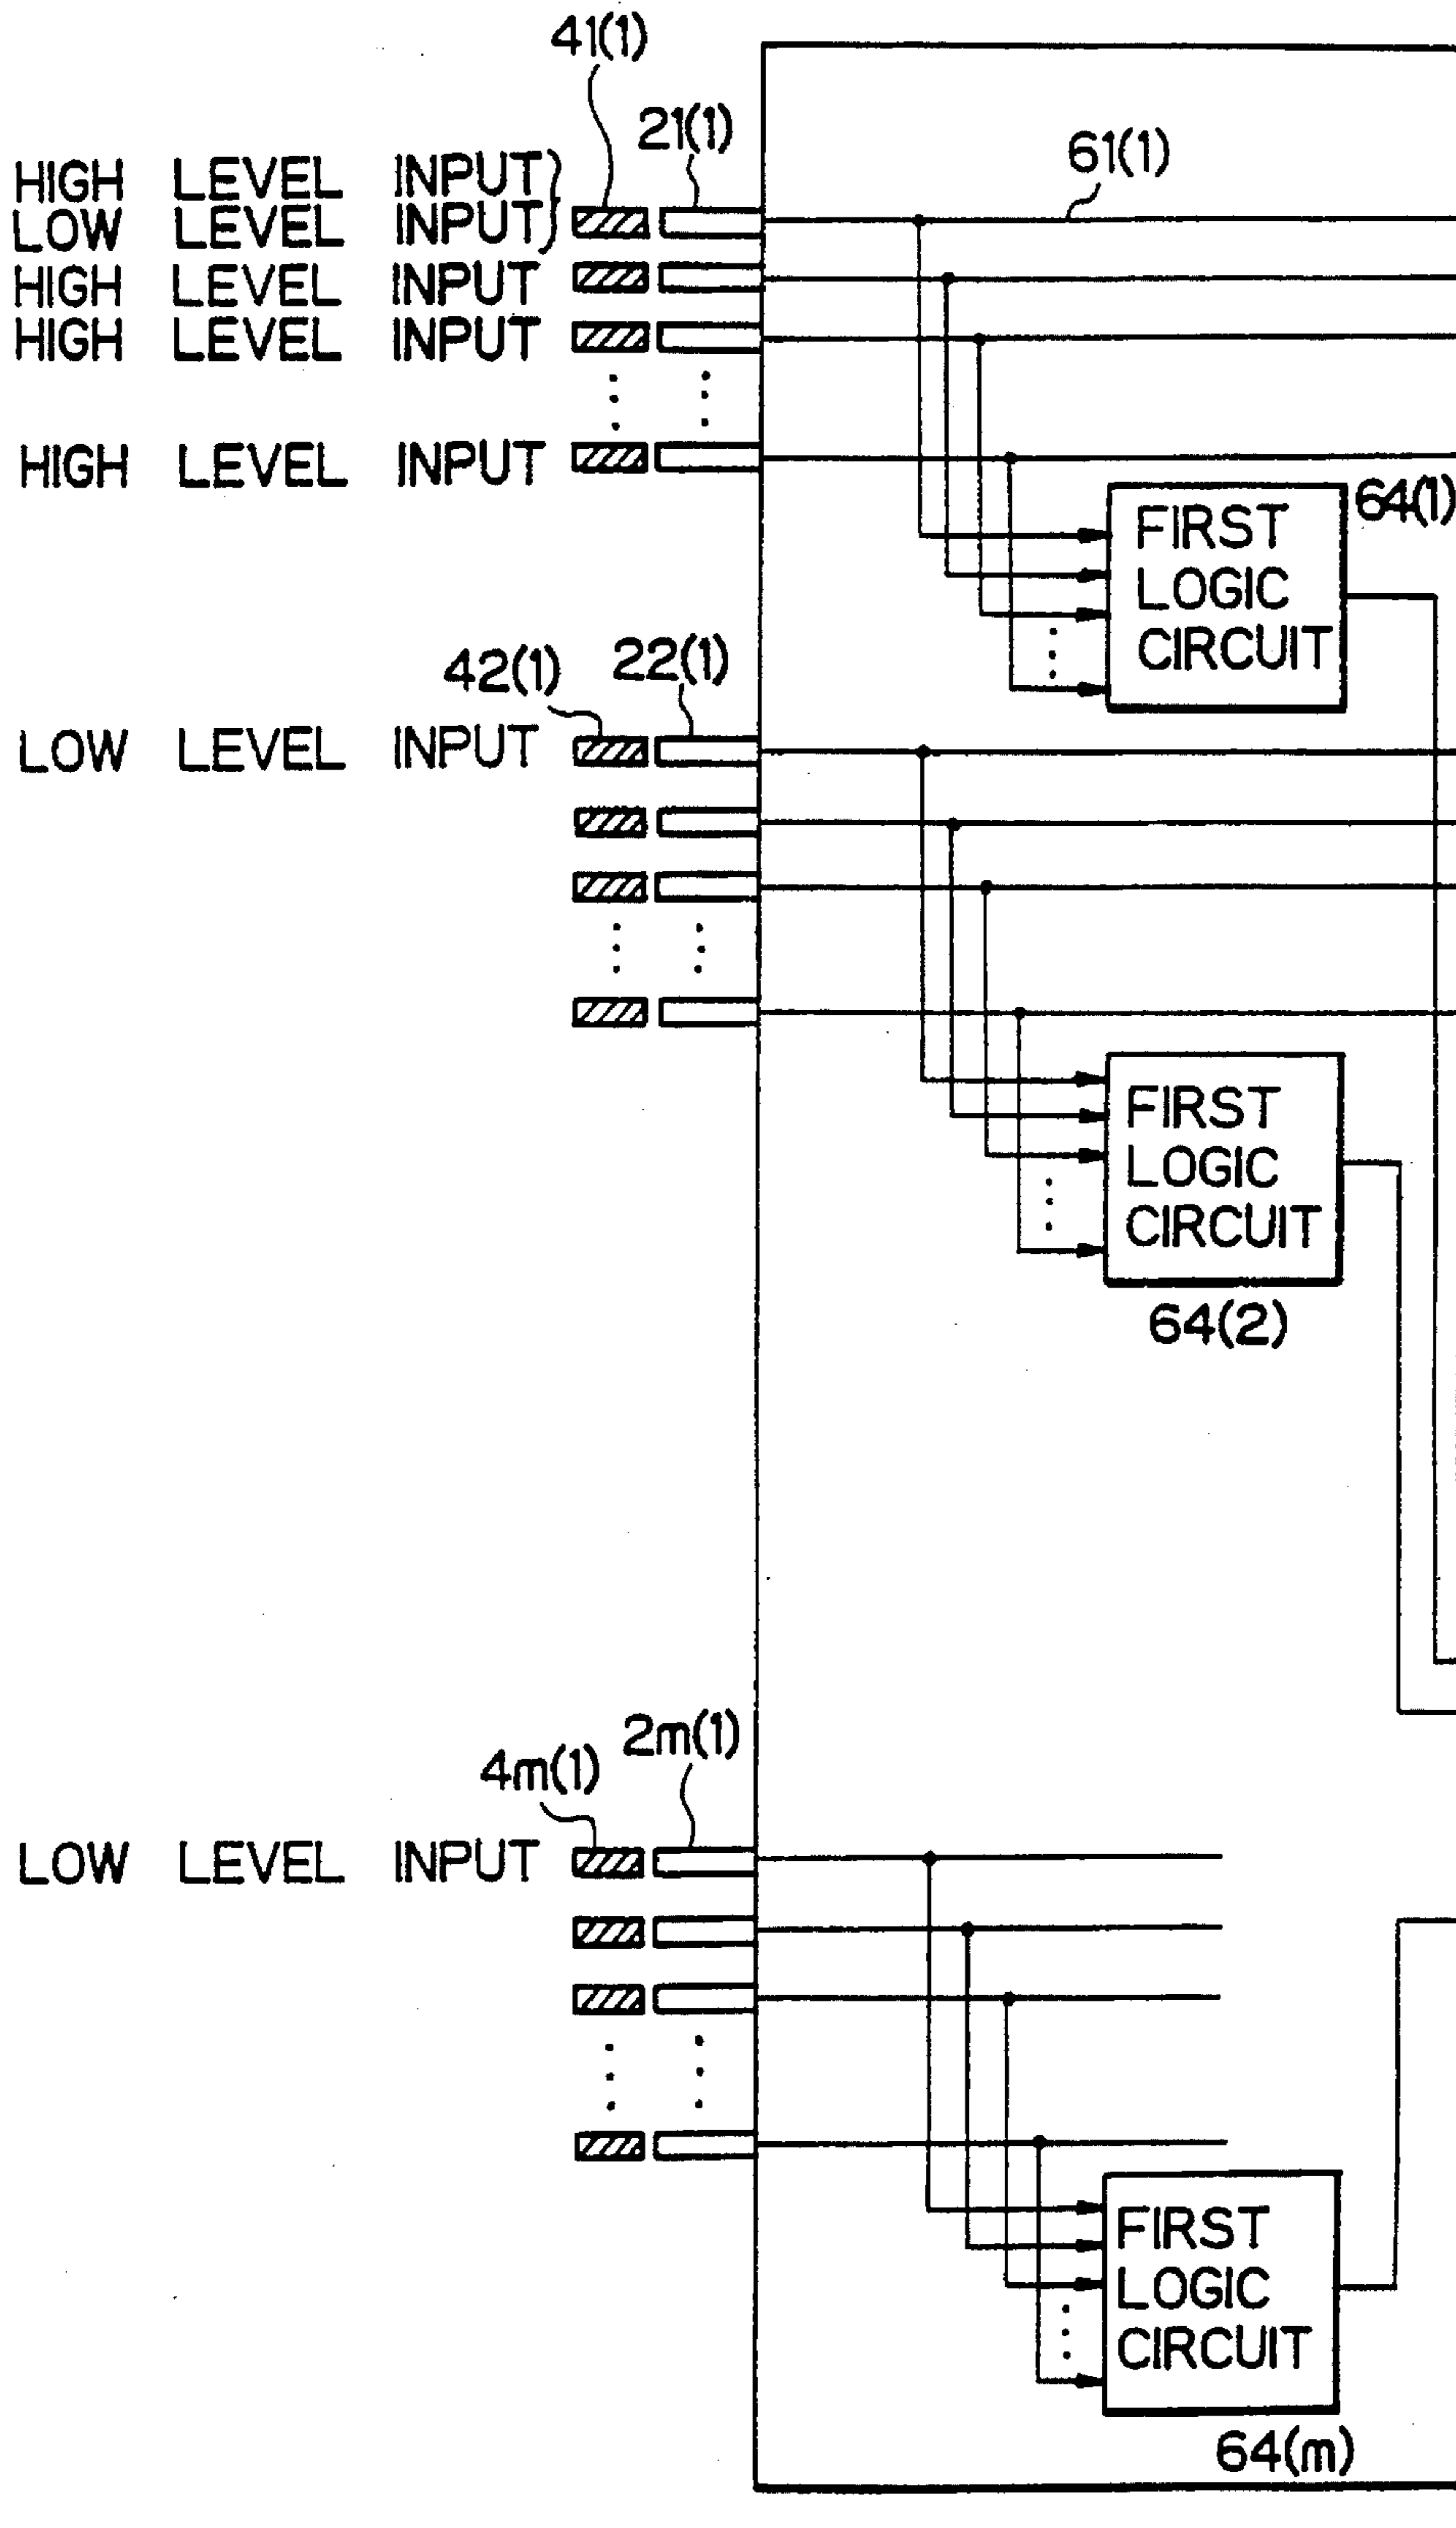 41(1)
21(1)
61(1)
HIGH LEVEL INPUT
LOW LEVEL INPUT
HIGH LEVEL INPUT
HIGH LEVEL INPUT
HIGH LEVEL INPUT
64(1)
FIRST
LOGIC
CIRCUIT
42(1)
22(1)
LOW LEVEL INPUT
FIRST
LOGIC
CIRCUIT
64(2)
2m(1)
4m(1)
LOW LEVEL INPUT
FIRST
LOGIC
CIRCUIT
64(m)